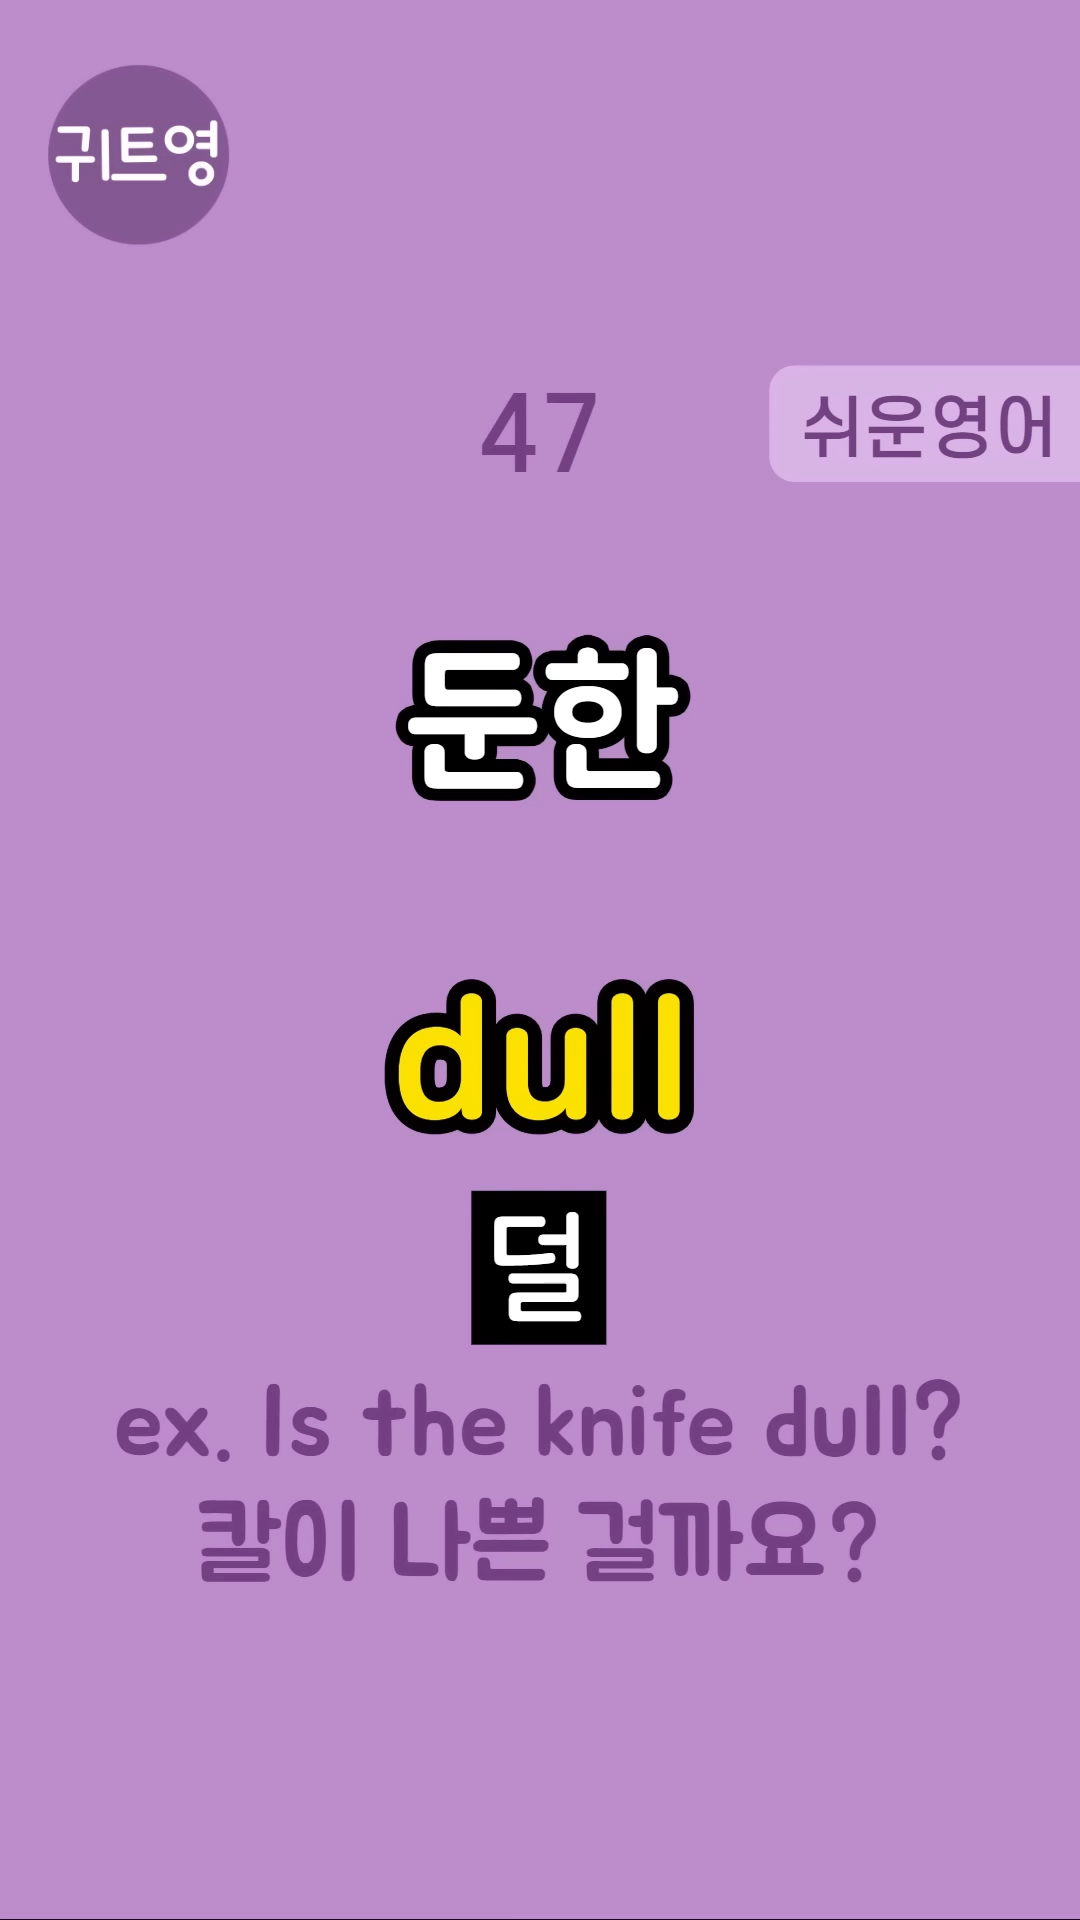 귀트영
47
쉬운영어
둔한
dull
덜
ex. Is the knife dull?
칼이 나쁜 걸까요?